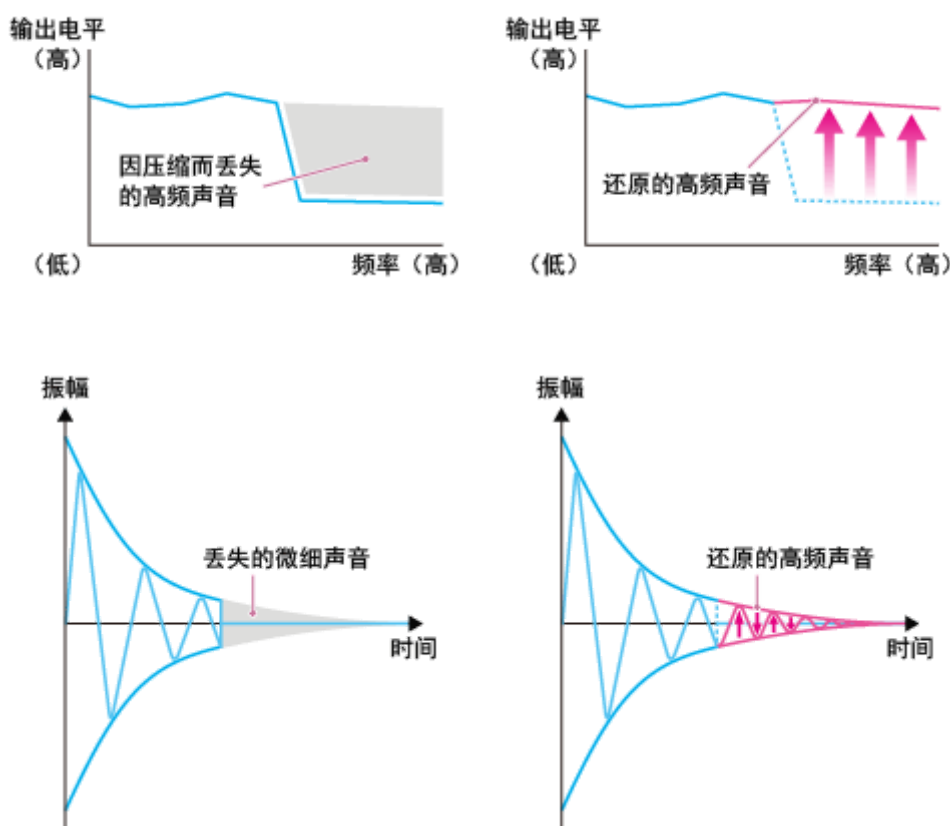 输出电平
（高）
因压缩而丢失
的高频声音
（低）
频率（高）
输出电平
（高）
还原的高频声音
（低）
频率（高）
振幅
丢失的微细声音
时间
振幅
还原的高频声音
时间